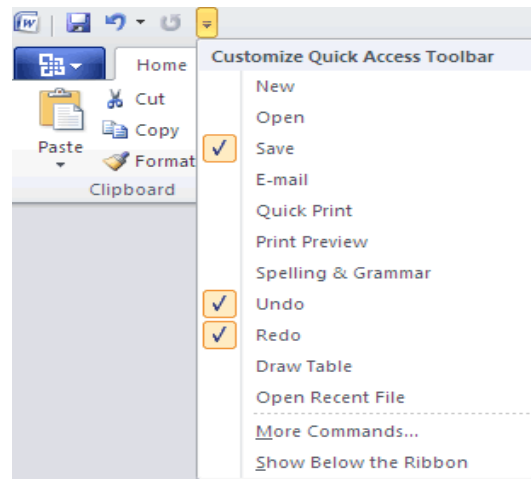 W
Home
Cut
Copy
Paste
Format
Clipboard
Customize Quick Access Toolbar
New
Open
Save
E-mail
Quick Print
Print Preview
Spelling & Grammar
Undo
Redo
Draw Table
Open Recent File
More Commands...
Show Below the Ribbon